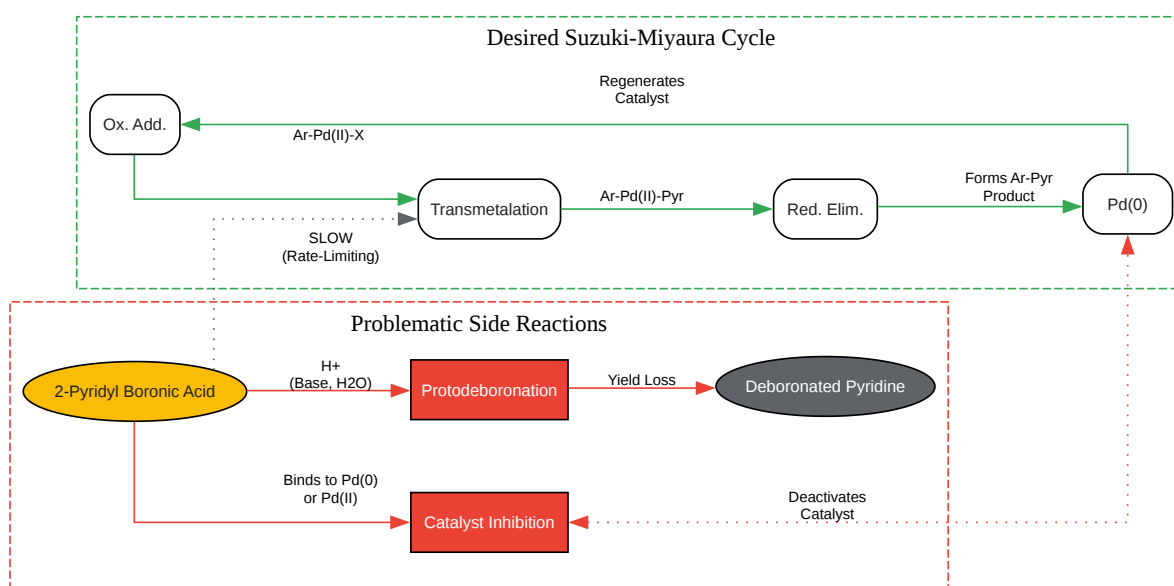 Desired Suzuki-Miyaura Cycle
Regenerates
Catalyst
Ox. Add.
Ar-Pd(II)-X
Transmetalation
Ar-Pd(II)-Pyr
Red. Elim.
Forms Ar-Pyr
Product
Pd(0)
SLOW
(Rate-Limiting)
Problematic Side Reactions
2-Pyridyl Boronic Acid
H+
(Base, H2O)
Protodeboronation
Yield Loss
Deboronated Pyridine
Binds to Pd(0)
or Pd(II)
Catalyst Inhibition
Deactivates
Catalyst